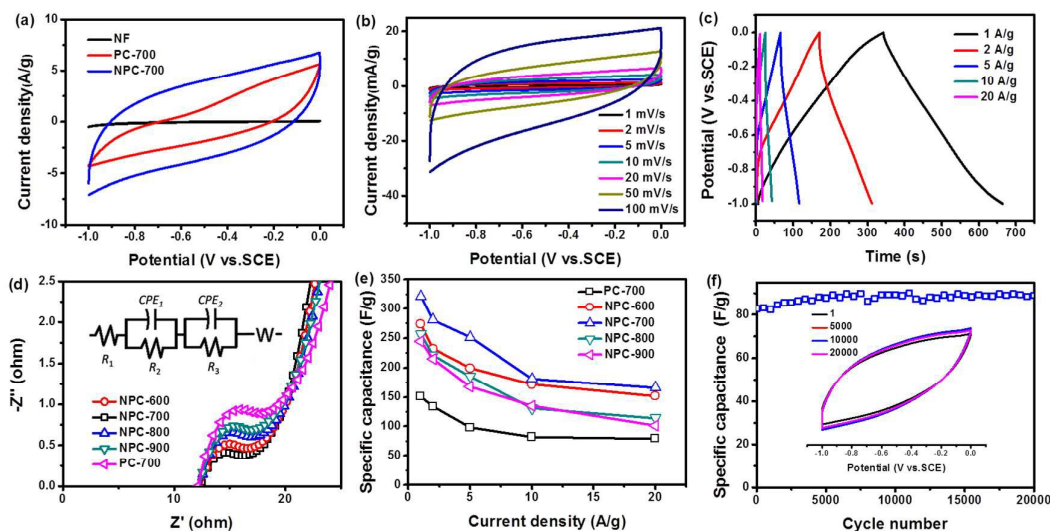 (a)
NF
PC-700
NPC-700
Current density(A/g)
10
5
0
-5
-10
-1.0 -0.8 -0.6 -0.4 -0.2 0.0
Potential (V vs.SCE)
(b)
Current density(mA/g)
20
0
-20
-40
1 mV/s
2 mV/s
5 mV/s
10 mV/s
20 mV/s
50 mV/s
100 mV/s
-1.0 -0.8 -0.6 -0.4 -0.2 0.0
Potential (V vs.SCE)
(c)
Potential (V vs.SCE)
0.0
-0.2
-0.4
-0.6
-0.8
-1.0
1 A/g
2 A/g
5 A/g
10 A/g
20 A/g
0 100 200 300 400 500 600 700
Time (s)
(d)
-Z'' (ohm)
2.5
2.0
1.5
1.0
0.5
0.0
CPE1 CPE2
R1 R2 R3 W
NPC-600
NPC-700
NPC-800
NPC-900
PC-700
0 10 20
Z' (ohm)
(e)
Specific capacitance (F/g)
350
300
250
200
150
100
50
0
PC-700
NPC-600
NPC-700
NPC-800
NPC-900
0 5 10 15 20
Current density (A/g)
(f)
Specific capacitance (F/g)
100
80
60
40
20
0
1
5000
10000
20000
-1.0 -0.8 -0.6 -0.4 -0.2 0.0
Potential (V vs.SCE)
0 5000 10000 15000 20000
Cycle number